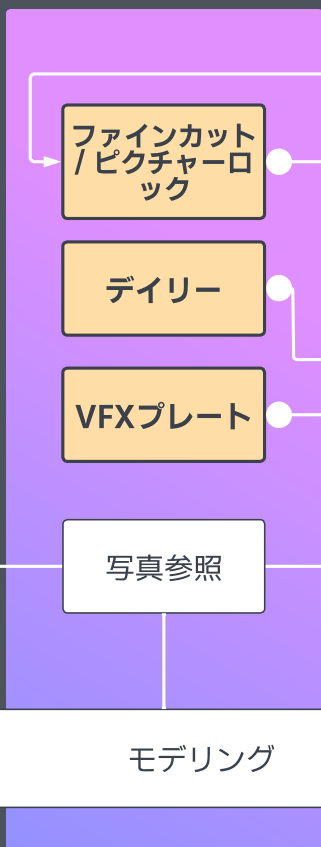 ファインカット
/ ピクチャーロ
ック
デイリー
VFXプレート
写真参照
モデリング